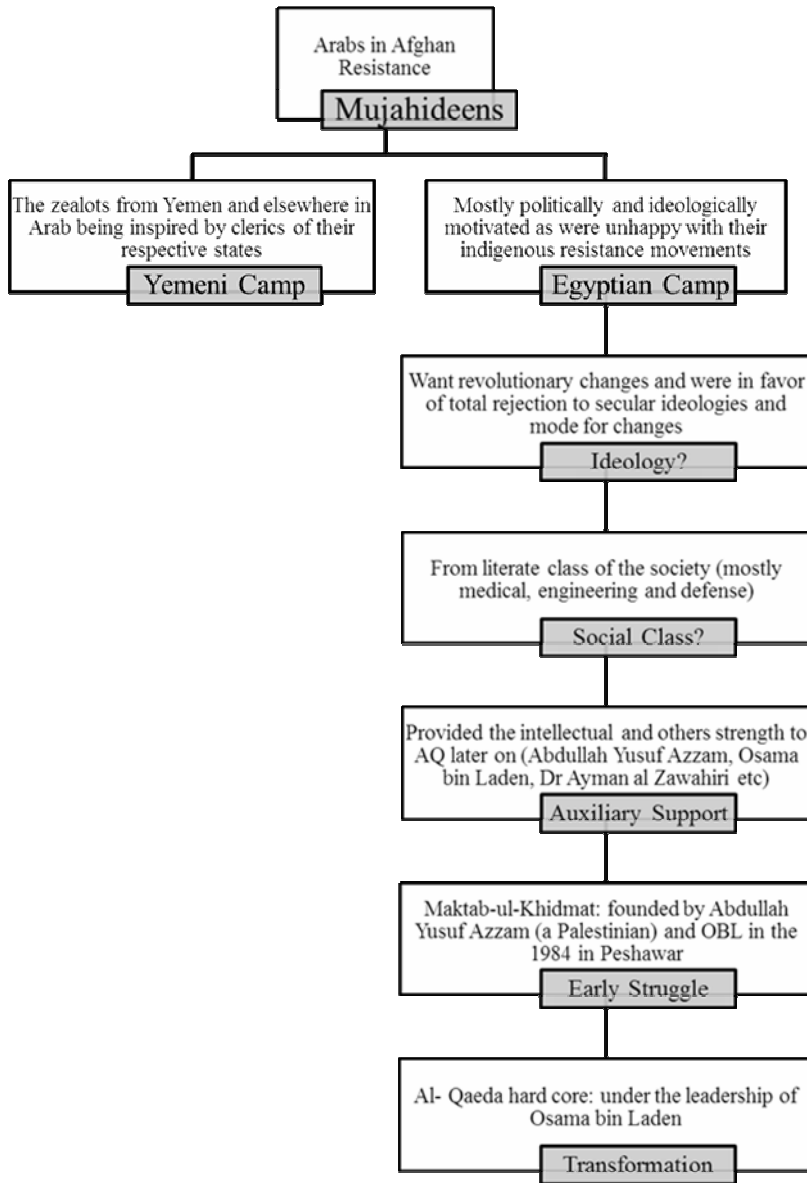 Arabs in Afghan
Resistance
Mujahideens
The zealots from Yemen and elsewhere in
Arab being inspired by clerics of their
respective states
Yemeni Camp
Mostly politically and ideologically
motivated as were unhappy with their
indigenous resistance movements
Egyptian Camp
Want revolutionary changes and were in favor
of total rejection to secular ideologies and
mode for changes
Ideology?
From literate class of the society (mostly
medical, engineering and defense)
Social Class?
Provided the intellectual and others strength to
AQ later on (Abdullah Yusuf Azzam, Osama
bin Laden, Dr Ayman al Zawahiri etc)
Auxiliary Support
Maktab-ul-Khidmat: founded by Abdullah
Yusuf Azzam (a Palestinian) and OBL in the
1984 in Peshawar
Early Struggle
Al- Qaeda hard core: under the leadership of
Osama bin Laden
Transformation